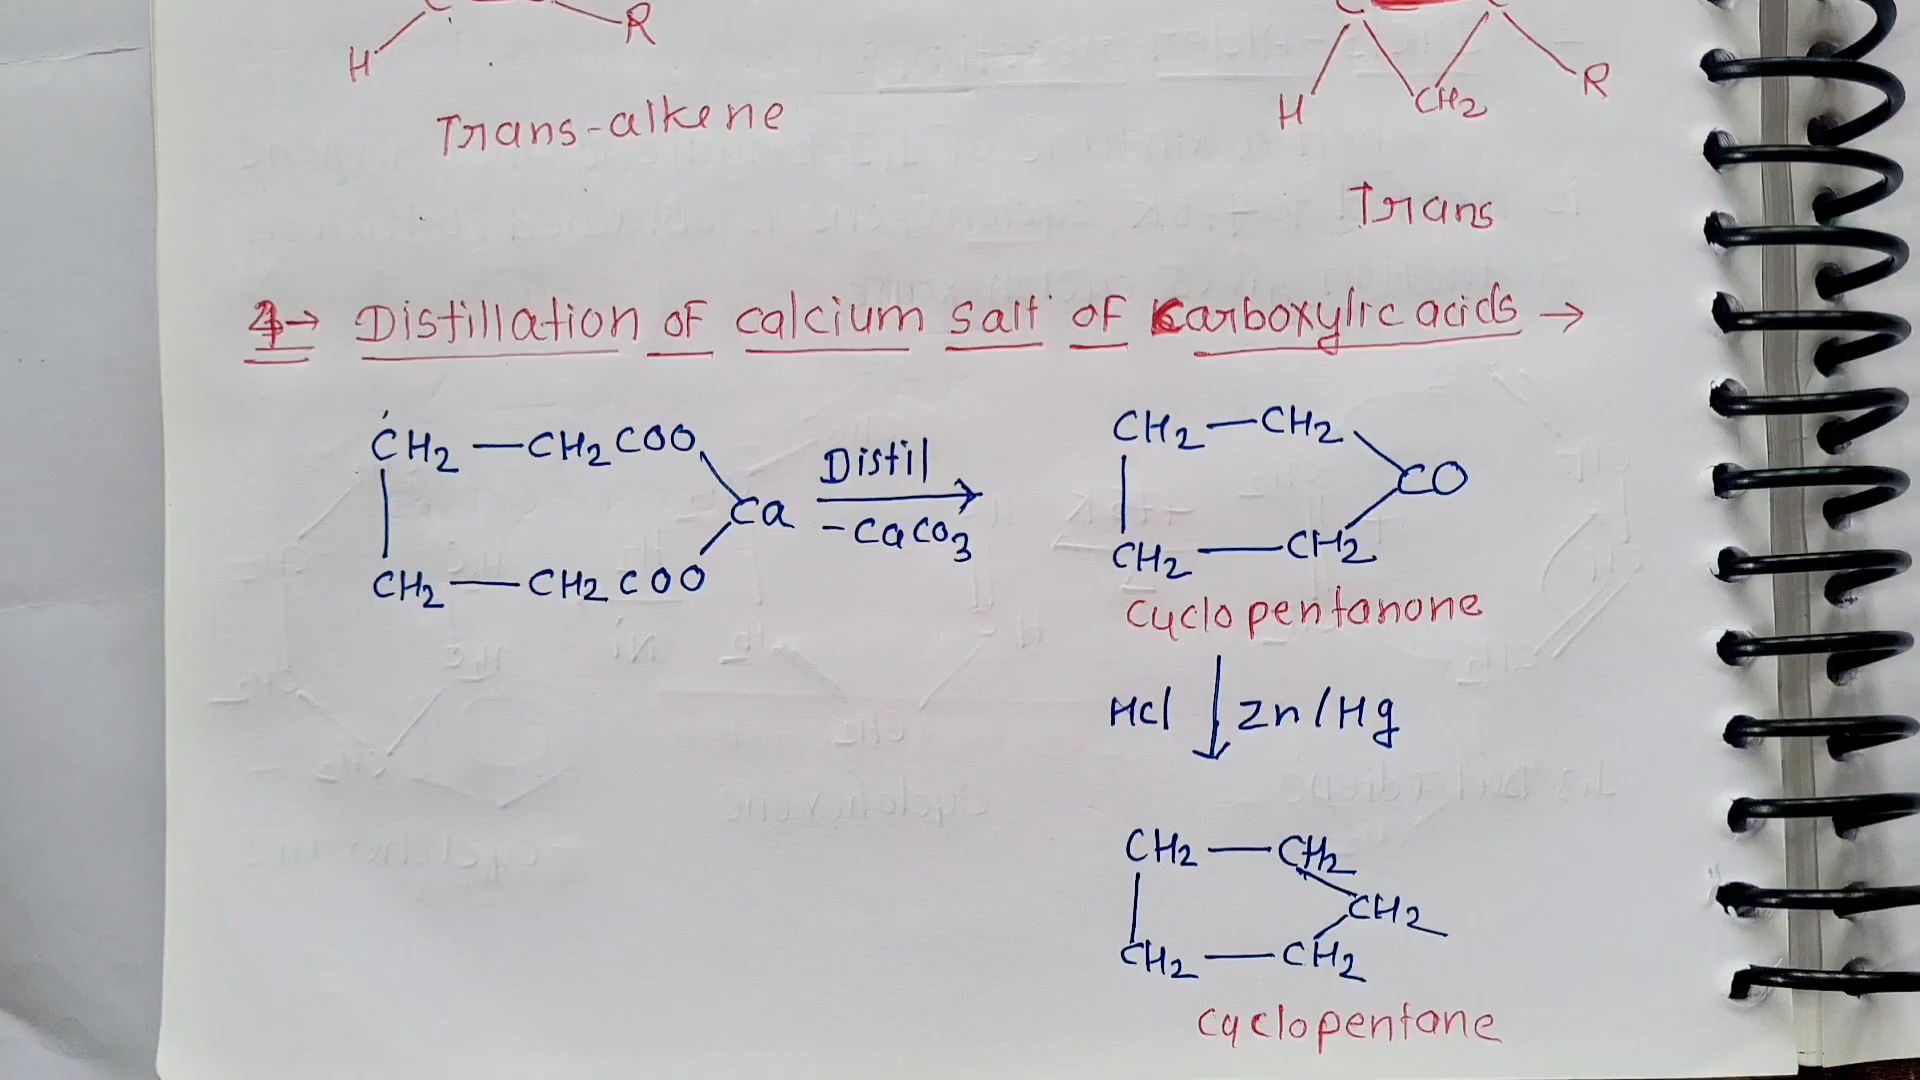 H R
Trans-alkene
H CH2 R
Trans
4→ Distillation of calcium salt of carboxylic acids →
CH2—CH2COO
Ca
CH2—CH2COO
Distil
-CaCO3
CH2—CH2
CO
CH2—CH2
cyclopentanone
HCl Zn/Hg
CH2—CH2
CH2
CH2—CH2
cyclopentane